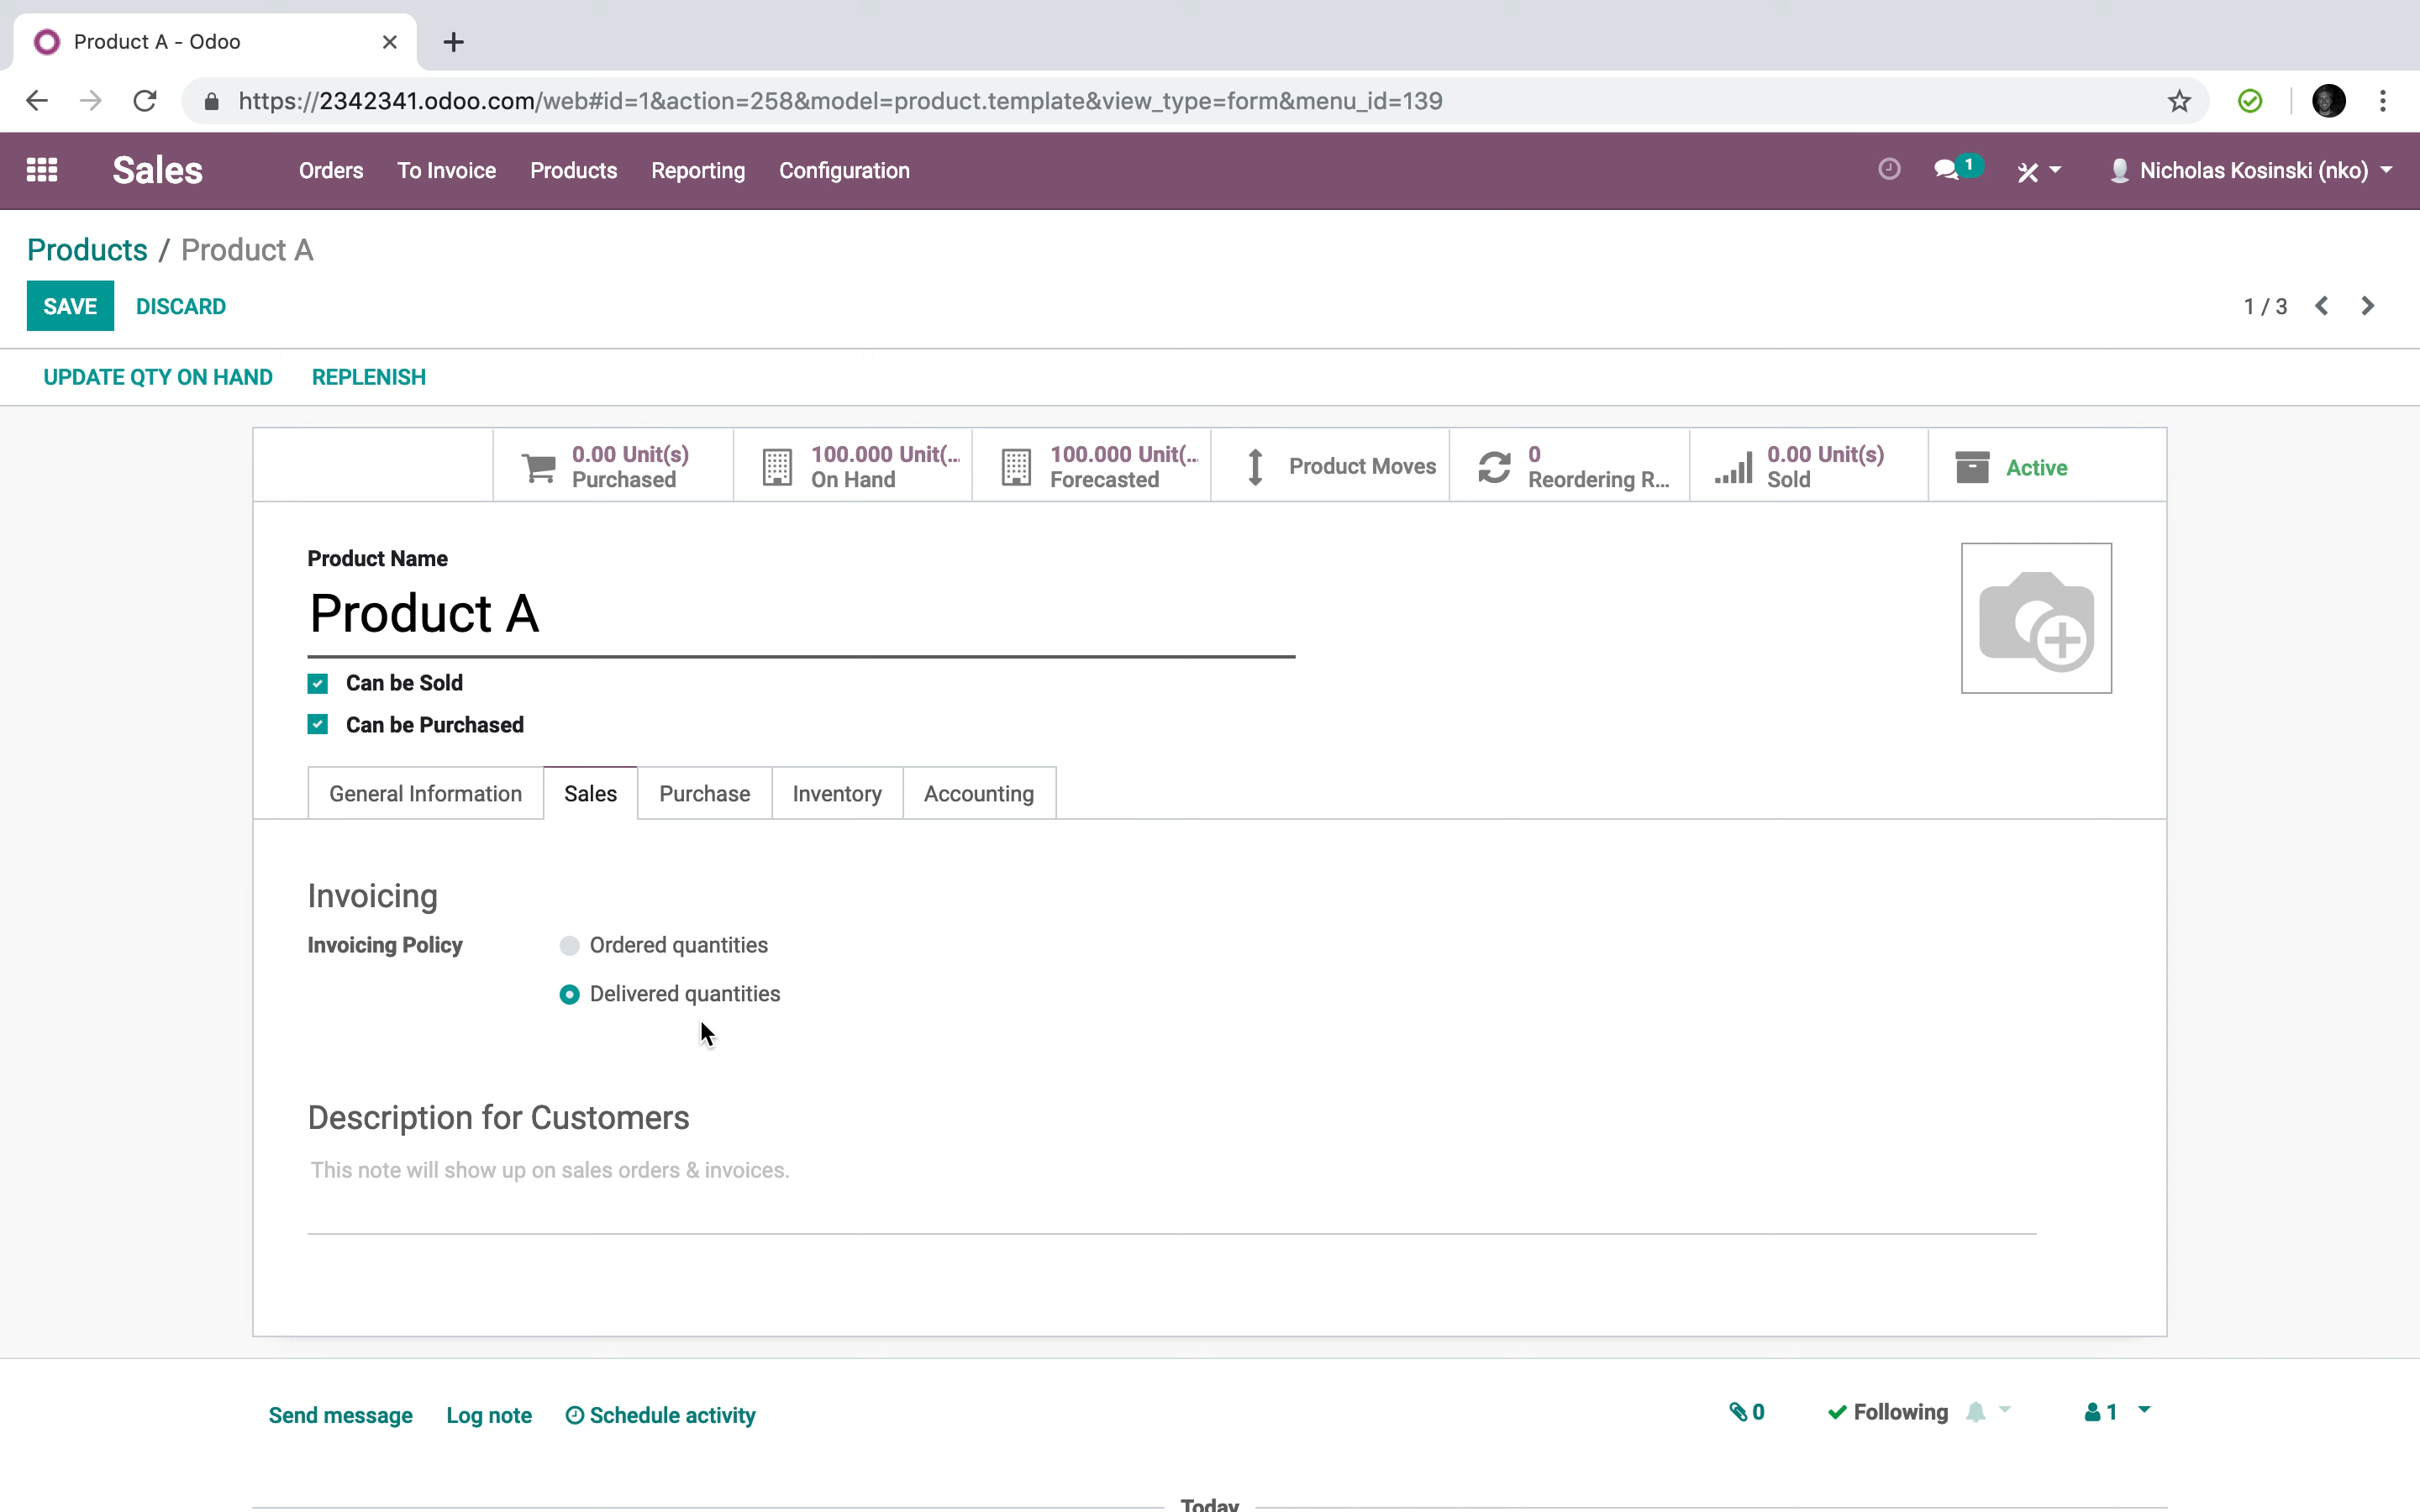 Product A - Odoo
https://2342341.odoo.com/web#id=1&action=258&model=product.template&view_type=form&menu_id=139
Sales Orders To Invoice Products Reporting Configuration 1 Nicholas Kosinski (nko)
Products / Product A
SAVE DISCARD 1 / 3
UPDATE QTY ON HAND REPLENISH
0.00 Unit(s) 100.000 Unit(... 100.000 Unit(... 0 0.00 Unit(s)
Purchased On Hand Forecasted Product Moves Reordering R... Sold Active
Product Name
Product A
Can be Sold
Can be Purchased
General Information Sales Purchase Inventory Accounting
Invoicing
Invoicing Policy Ordered quantities
Delivered quantities
Description for Customers
This note will show up on sales orders & invoices.
Send message Log note Schedule activity 0 Following 1
Today